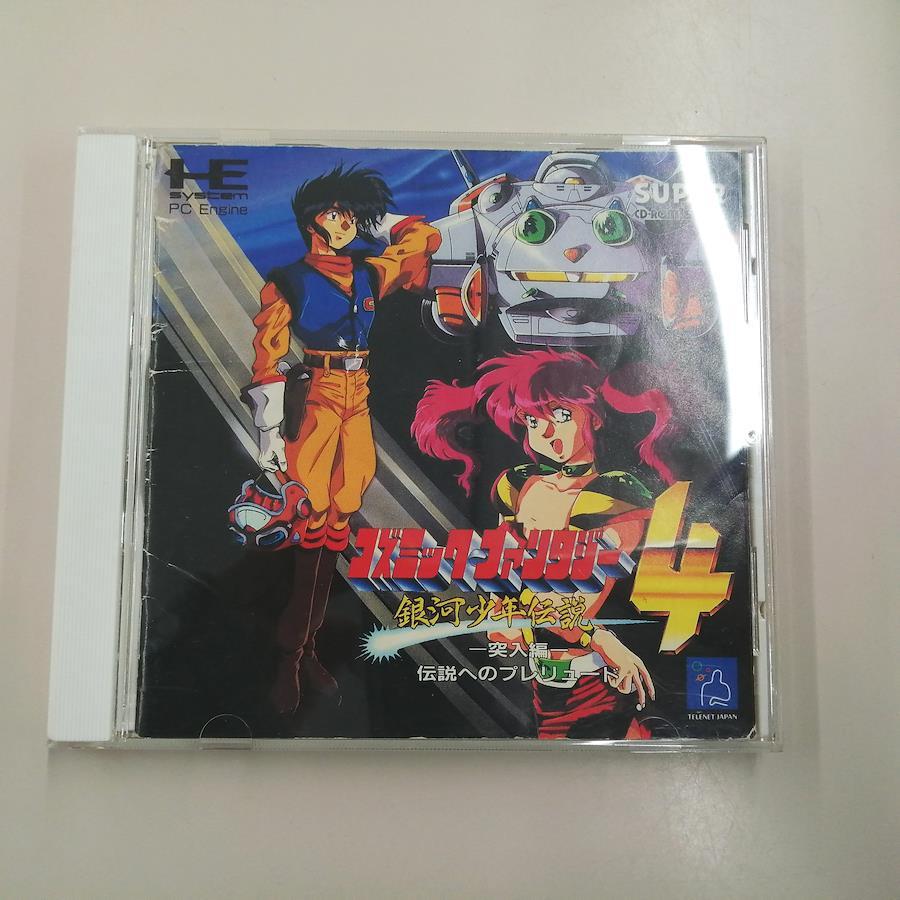 HE
system
PC Engine
SUPER
CD-ROM
コズミック・ファンタジー4
銀河少年伝説
―突入編―
伝説へのプレリュード
TELENET JAPAN